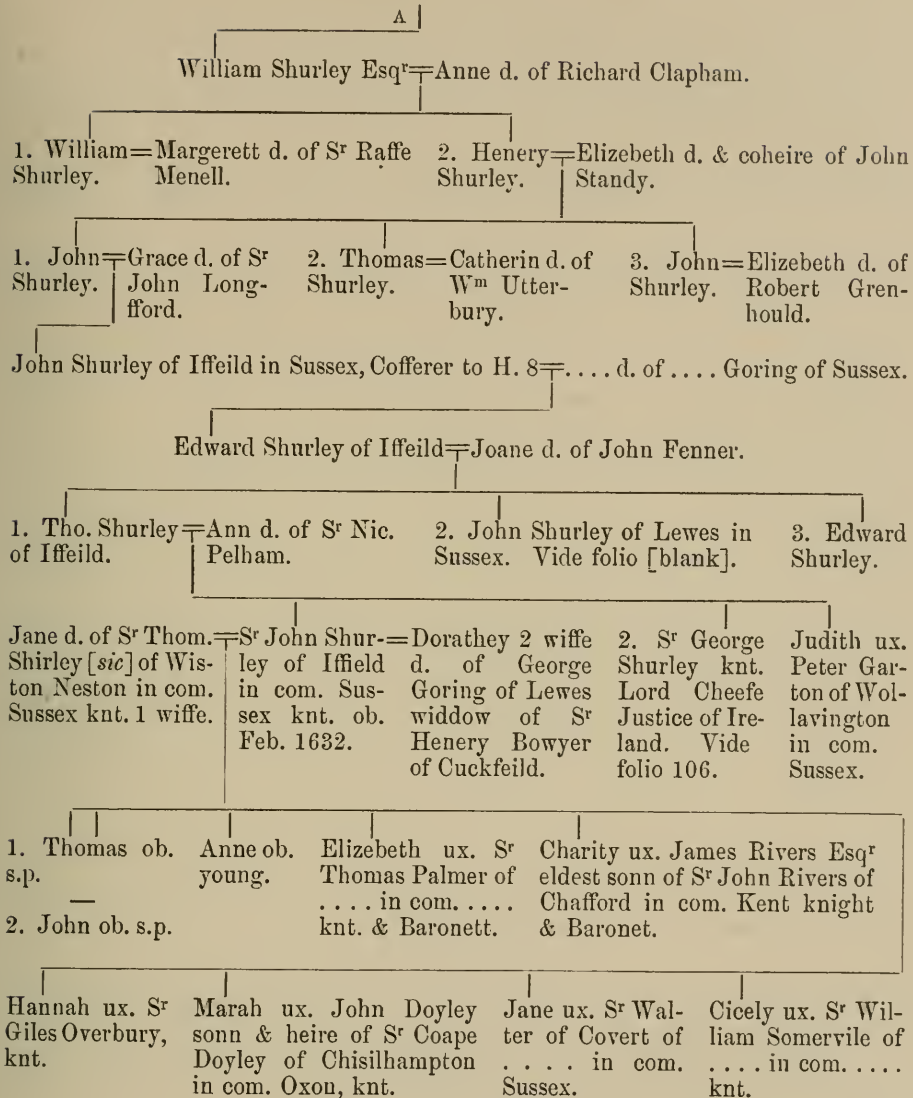 A
William Shurley Esqʳ=Anne d. of Richard Clapham.
1. William=Margerett d. of Sʳ Raffe
Shurley. Menell.
2. Henery=Elizebeth d. & coheire of John
Shurley. Standy.
1. John=Grace d. of Sʳ
Shurley. John Long-
fford.
2. Thomas=Catherin d. of
Shurley. Wᵐ Utter-
bury.
3. John=Elizebeth d. of
Shurley. Robert Gren-
hould.
John Shurley of Iffeild in Sussex, Cofferer to H. 8=.... d. of .... Goring of Sussex.
Edward Shurley of Iffeild=Joane d. of John Fenner.
1. Tho. Shurley=Ann d. of Sʳ Nic.
of Iffeild. Pelham.
2. John Shurley of Lewes in
Sussex. Vide folio [blank].
3. Edward
Shurley.
Jane d. of Sʳ Thom.=
Shirley [sic] of Wis-
ton Neston in com.
Sussex knt. 1 wiffe.
Sʳ John Shur-=
ley of Iffield
in com. Sus-
sex knt. ob.
Feb. 1632.
Dorathey 2 wiffe
d. of George
Goring of Lewes
widdow of Sʳ
Henery Bowyer
of Cuckfeild.
2. Sʳ George
Shurley knt.
Lord Cheefe
Justice of Ire-
land. Vide
folio 106.
Judith ux.
Peter Gar-
ton of Wol-
lavington
in com.
Sussex.
1. Thomas ob.
s.p.
—
2. John ob. s.p.
Anne ob.
young.
Elizebeth ux. Sʳ
Thomas Palmer of
.... in com. ....
knt. & Baronett.
Charity ux. James Rivers Esqʳ
eldest sonn of Sʳ John Rivers of
Chafford in com. Kent knight
& Baronet.
Hannah ux. Sʳ
Giles Overbury,
knt.
Marah ux. John Doyley
sonn & heire of Sʳ Coape
Doyley of Chisilhampton
in com. Oxon, knt.
Jane ux. Sʳ Wal-
ter of Covert of
.... in com.
Sussex.
Cicely ux. Sʳ Wil-
liam Somervile of
.... in com. ....
knt.